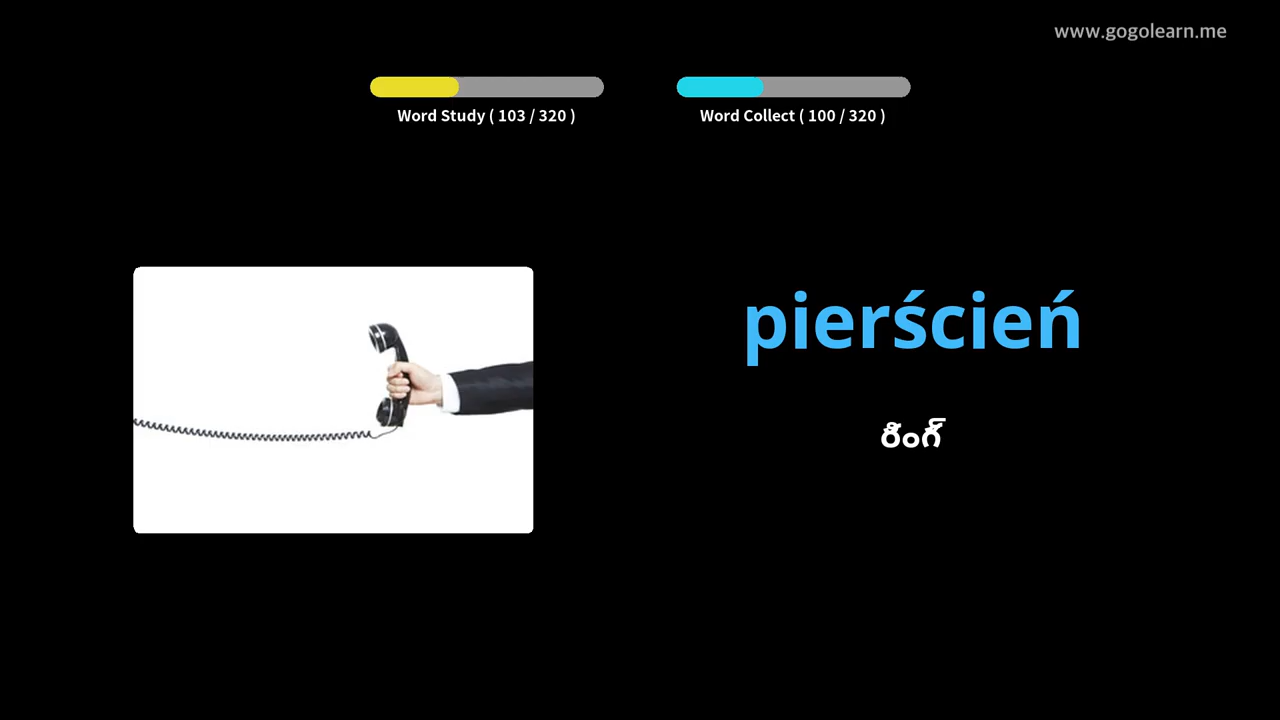 www.gogolearn.me
Word Study ( 103 / 320 )
Word Collect ( 100 / 320 )
pierścień
రింగ్